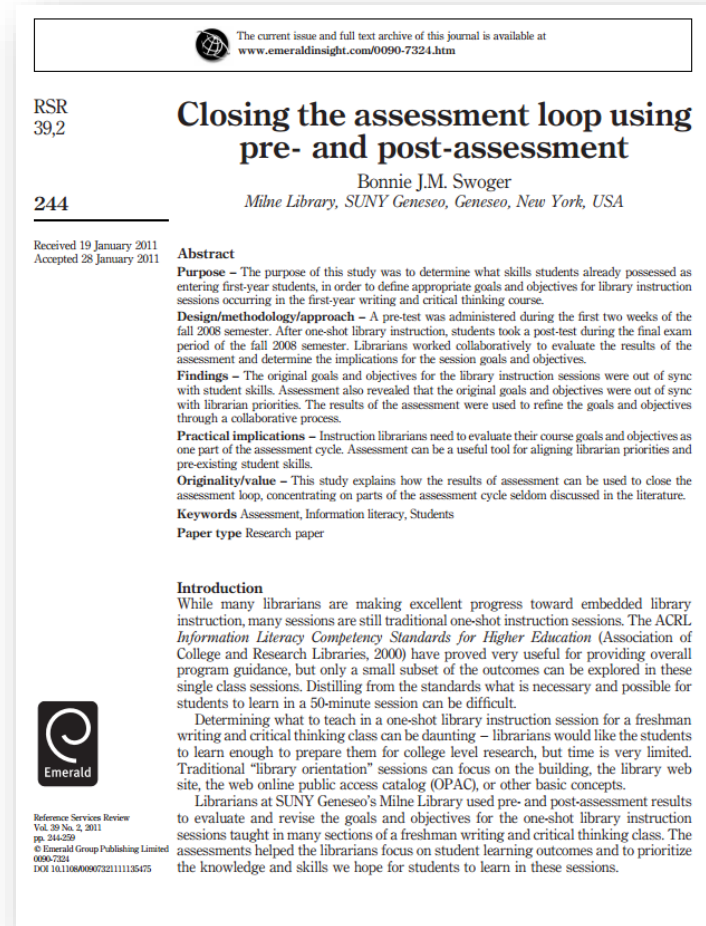 The current issue and full text archive of this journal is available at
www.emeraldinsight.com/0090-7324.htm
RSR
39,2
244
Received 19 January 2011
Accepted 28 January 2011
Closing the assessment loop using
pre- and post-assessment
Bonnie J.M. Swoger
Milne Library, SUNY Geneseo, Geneseo, New York, USA
Abstract
Purpose – The purpose of this study was to determine what skills students already possessed as
entering first-year students, in order to define appropriate goals and objectives for library instruction
sessions occurring in the first-year writing and critical thinking course.
Design/methodology/approach – A pre-test was administered during the first two weeks of the
fall 2008 semester. After one-shot library instruction, students took a post-test during the final exam
period of the fall 2008 semester. Librarians worked collaboratively to evaluate the results of the
assessment and determine the implications for the session goals and objectives.
Findings – The original goals and objectives for the library instruction sessions were out of sync
with student skills. Assessment also revealed that the original goals and objectives were out of sync
with librarian priorities. The results of the assessment were used to refine the goals and objectives
through a collaborative process.
Practical implications – Instruction librarians need to evaluate their course goals and objectives as
one part of the assessment cycle. Assessment can be a useful tool for aligning librarian priorities and
pre-existing student skills.
Originality/value – This study explains how the results of assessment can be used to close the
assessment loop, concentrating on parts of the assessment cycle seldom discussed in the literature.
Keywords Assessment, Information literacy, Students
Paper type Research paper
Introduction
While many librarians are making excellent progress toward embedded library
instruction, many sessions are still traditional one-shot instruction sessions. The ACRL
Information Literacy Competency Standards for Higher Education (Association of
College and Research Libraries, 2000) have proved very useful for providing overall
program guidance, but only a small subset of the outcomes can be explored in these
single class sessions. Distilling from the standards what is necessary and possible for
students to learn in a 50-minute session can be difficult.
Determining what to teach in a one-shot library instruction session for a freshman
writing and critical thinking class can be daunting – librarians would like the students
to learn enough to prepare them for college level research, but time is very limited.
Traditional “library orientation” sessions can focus on the building, the library web
site, the web online public access catalog (OPAC), or other basic concepts.
Librarians at SUNY Geneseo’s Milne Library used pre- and post-assessment results
to evaluate and revise the goals and objectives for the one-shot library instruction
sessions taught in many sections of a freshman writing and critical thinking class. The
assessments helped the librarians focus on student learning outcomes and to prioritize
the knowledge and skills we hope for students to learn in these sessions.
Emerald
Reference Services Review
Vol. 39 No. 2, 2011
pp. 244-259
© Emerald Group Publishing Limited
0090-7324
DOI 10.1108/00907321111135475